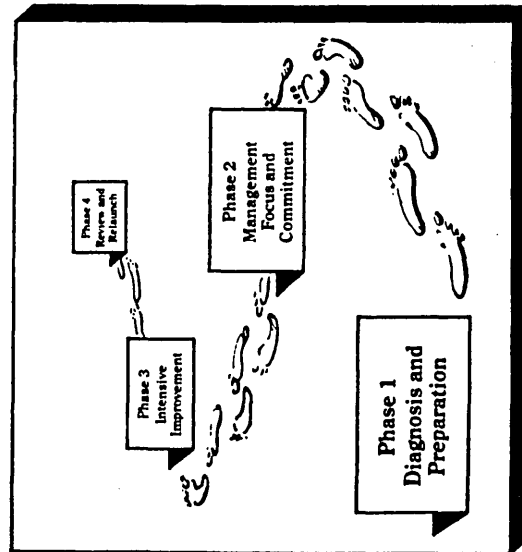 Phase 1
Diagnosis and
Preparation
Phase 2
Management
Focus and
Commitment
Phase 3
Intensive
Improvement
Phase 4
Review and
Relaunch